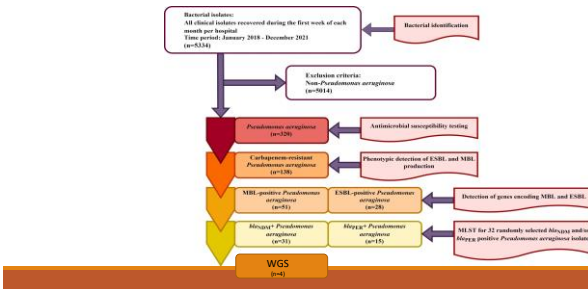 Bacterial isolates:
All clinical isolates recovered during the first week of each
month per hospital
Time period: January 2018 - December 2021
(n=5334)
Bacterial identification
Exclusion criteria:
Non-Pseudomonas aeruginosa
(n=5014)
Pseudomonas aeruginosa
(n=320)
Antimicrobial susceptibility testing
Carbapenem-resistant
Pseudomonas aeruginosa
(n=138)
Phenotypic detection of ESBL and MBL
production
MBL-positive Pseudomonas
aeruginosa
(n=51)
ESBL-positive Pseudomonas
aeruginosa
(n=28)
Detection of genes encoding MBL and ESBL
blaNDM+ Pseudomonas
aeruginosa
(n=31)
blaPER+ Pseudomonas
aeruginosa
(n=15)
MLST for 32 randomly selected blaNDM and/o
blaPER positive Pseudomonas aeruginosa isolate
WGS
(n=4)